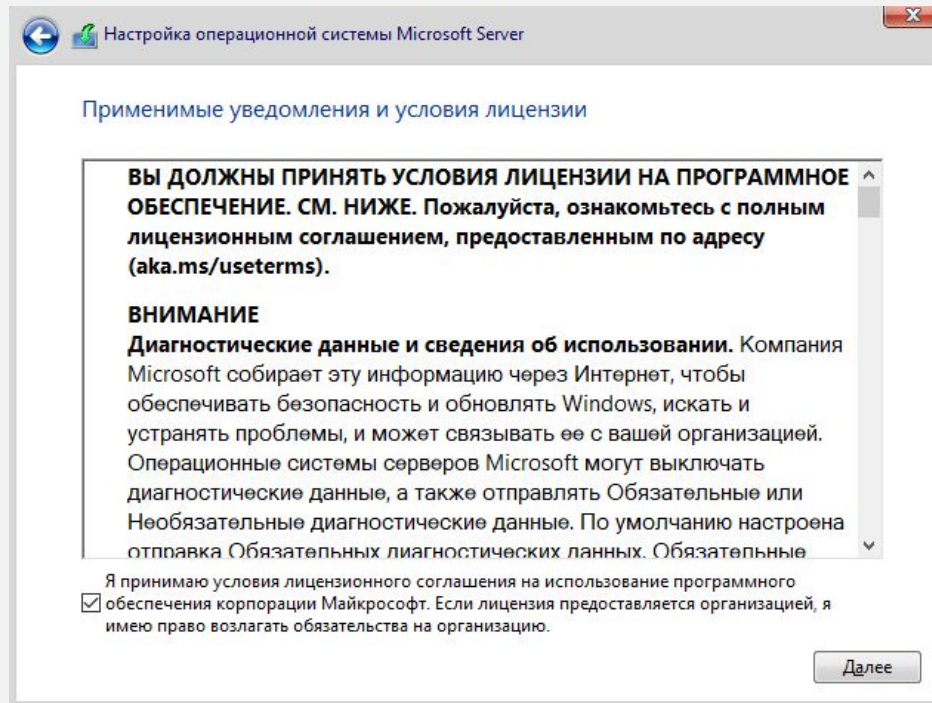 Настройка операционной системы Microsoft Server
Применимые уведомления и условия лицензии
ВЫ ДОЛЖНЫ ПРИНЯТЬ УСЛОВИЯ ЛИЦЕНЗИИ НА ПРОГРАММНОЕ
ОБЕСПЕЧЕНИЕ. СМ. НИЖЕ. Пожалуйста, ознакомьтесь с полным
лицензионным соглашением, предоставленным по адресу
(aka.ms/useterms).
ВНИМАНИЕ
Диагностические данные и сведения об использовании. Компания
Microsoft собирает эту информацию через Интернет, чтобы
обеспечивать безопасность и обновлять Windows, искать и
устранять проблемы, и может связывать ее с вашей организацией.
Операционные системы серверов Microsoft могут выключать
диагностические данные, а также отправлять Обязательные или
Необязательные диагностические данные. По умолчанию настроена
отправка Обязательных диагностических данных. Обязательные
Я принимаю условия лицензионного соглашения на использование программного
обеспечения корпорации Майкрософт. Если лицензия предоставляется организацией, я
имею право возлагать обязательства на организацию.
Далее